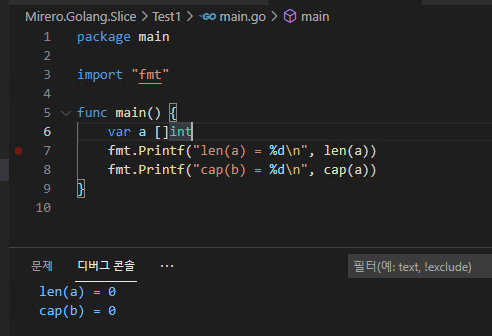 Mirero.Golang.Slice > Test1 > main.go > main
1 package main
2
3 import "fmt"
4
5 func main() {
6 var a []int
7 fmt.Printf("len(a) = %d\n", len(a))
8 fmt.Printf("cap(b) = %d\n", cap(a))
9 }
10
문제 디버그 콘솔 ... 필터(예: text, !exclude)
len(a) = 0
cap(b) = 0